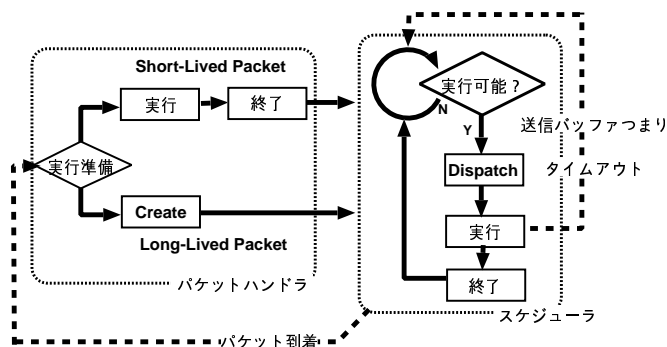 Short-Lived Packet
実行
終了
実行準備
Create
Long-Lived Packet
パケットハンドラ
実行可能？
N
Y
送信バッファつまり
タイムアウト
Dispatch
実行
終了
スケジューラ
パケット到着